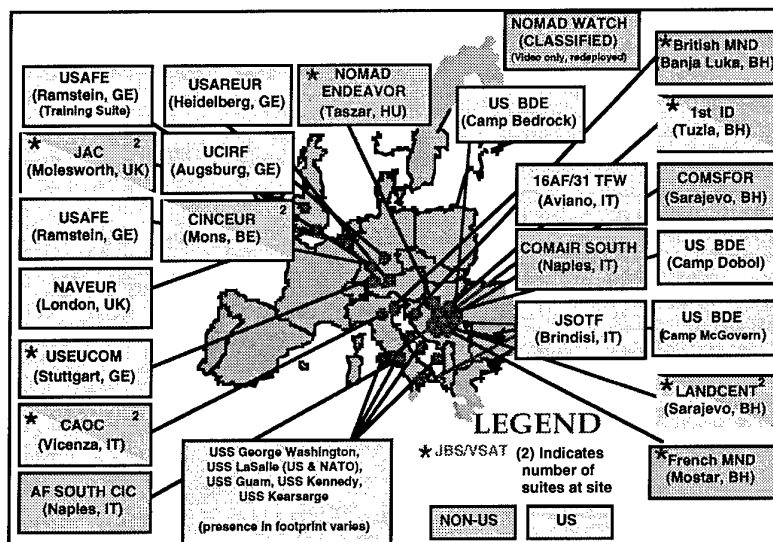 NOMAD WATCH
(CLASSIFIED)
(Video only, redeployed)
★ British MND
(Banja Luka, BH)
USAFE
(Ramstein, GE)
(Training Suite)
USAREUR
(Heidelberg, GE)
★ NOMAD
ENDEAVOR
(Taszar, HU)
US BDE
(Camp Bedrock)
★ 1st ID
(Tuzla, BH)
★ JAC 2
(Molesworth, UK)
UCIRF
(Augsburg, GE)
16AF/31 TFW
(Aviano, IT)
COMSFOR
(Sarajevo, BH)
USAFE
(Ramstein, GE)
CINCEUR 2
(Mons, BE)
COMAIR SOUTH
(Naples, IT)
US BDE
(Camp Dobol)
NAVEUR
(London, UK)
JSOTF
(Brindisi, IT)
US BDE
(Camp McGovern)
★ USEUCOM
(Stuttgart, GE)
★ LANDCENT 2
(Sarajevo, BH)
★ CAOC 2
(Vicenza, IT)
USS George Washington,
USS LaSalle (US & NATO),
USS Guam, USS Kennedy,
USS Kearsarge
(presence in footprint varies)
LEGEND
★ JBS/VSAT
(2) Indicates
number of
suites at site
★ French MND
(Mostar, BH)
AF SOUTH CIC
(Naples, IT)
NON-US
US